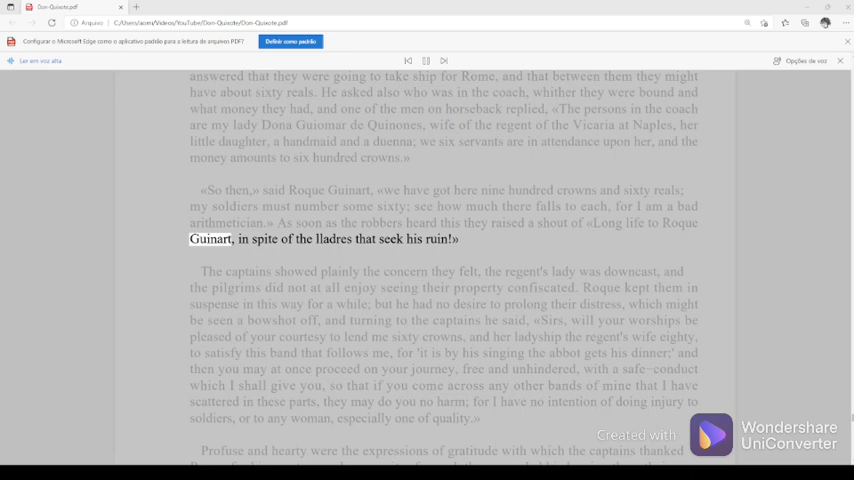 Don-Quixote.pdf
Arquivo
C:/Users/acers/Videos/YouTube/Don-Quixote/Don-Quixote.pdf
Configurar o Microsoft Edge como o aplicativo padrão para a leitura de arquivos PDF?
Definir como padrão
Ler em voz alta
Opções de voz
answered that they were going to take ship for Rome, and that between them they might
have about sixty reals. He asked also who was in the coach, whither they were bound and
what money they had, and one of the men on horseback replied, «The persons in the coach
are my lady Dona Guiomar de Quinones, wife of the regent of the Vicaria at Naples, her
little daughter, a handmaid and a duenna; we six servants are in attendance upon her, and the
money amounts to six hundred crowns.»
«So then,» said Roque Guinart, «we have got here nine hundred crowns and sixty reals;
my soldiers must number some sixty; see how much there falls to each, for I am a bad
arithmetician.» As soon as the robbers heard this they raised a shout of «Long life to Roque
Guinart, in spite of the lladres that seek his ruin!»
The captains showed plainly the concern they felt, the regent's lady was downcast, and
the pilgrims did not at all enjoy seeing their property confiscated. Roque kept them in
suspense in this way for a while; but he had no desire to prolong their distress, which might
be seen a bowshot off, and turning to the captains he said, «Sirs, will your worships be
pleased of your courtesy to lend me sixty crowns, and her ladyship the regent's wife eighty,
to satisfy this band that follows me, for 'it is by his singing the abbot gets his dinner;' and
then you may at once proceed on your journey, free and unhindered, with a safe−conduct
which I shall give you, so that if you come across any other bands of mine that I have
scattered in these parts, they may do you no harm; for I have no intention of doing injury to
soldiers, or to any woman, especially one of quality.»
Profuse and hearty were the expressions of gratitude with which the captains thanked
Created with
Wondershare
UniConverter